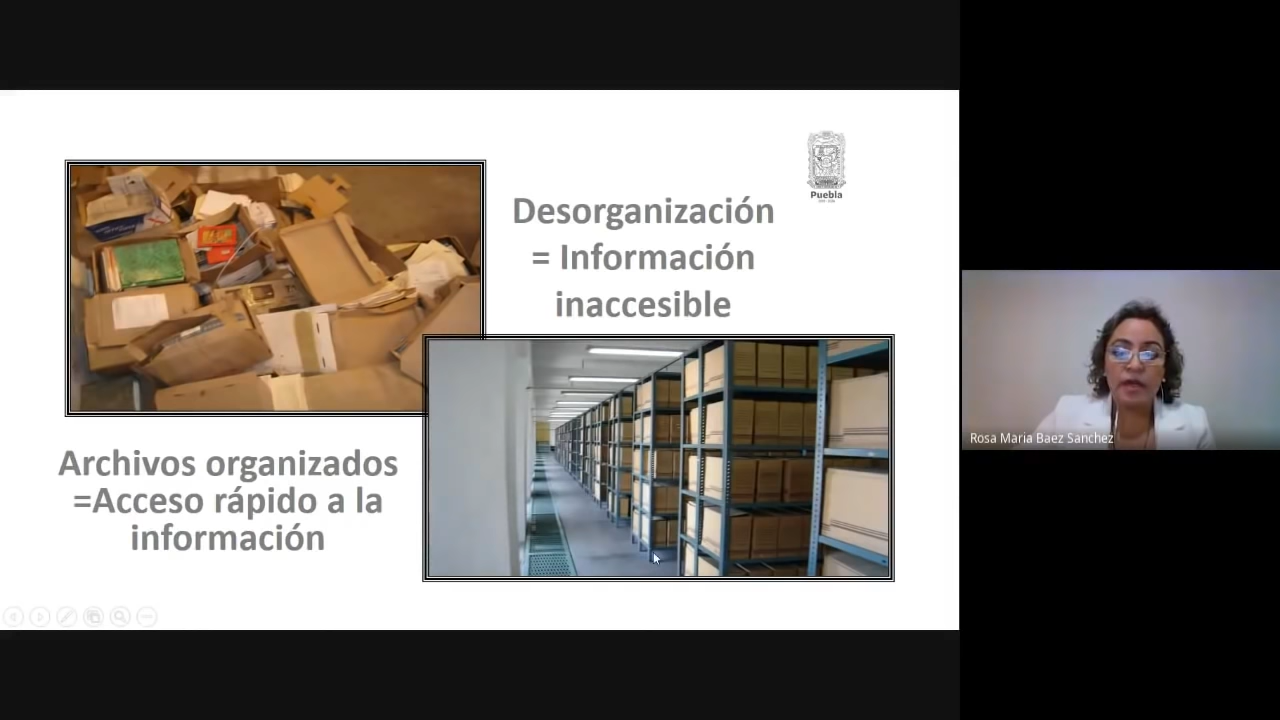 Puebla
Desorganización
= Información
inaccesible
Archivos organizados
=Acceso rápido a la
información
Rosa Maria Baez Sanchez